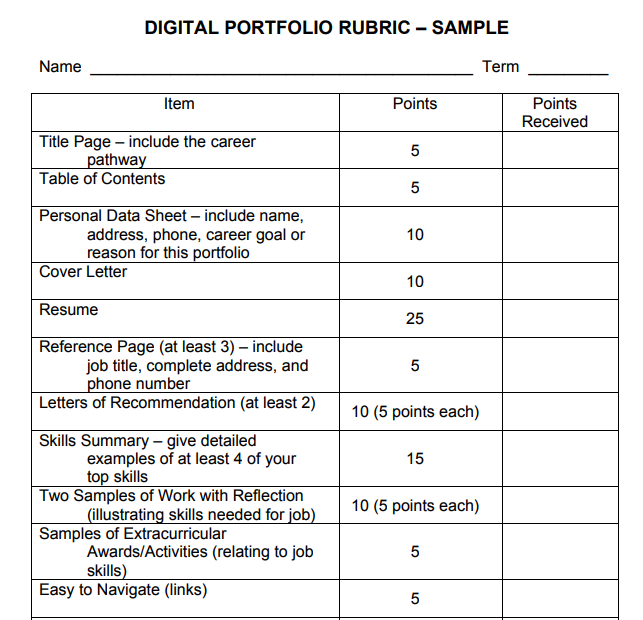 DIGITAL PORTFOLIO RUBRIC – SAMPLE
Name ____________________________________________ Term _________
Item Points Points
Received
Title Page – include the career
pathway
5
Table of Contents
5
Personal Data Sheet – include name,
address, phone, career goal or
reason for this portfolio
10
Cover Letter
10
Resume
25
Reference Page (at least 3) – include
job title, complete address, and
phone number
5
Letters of Recommendation (at least 2)
10 (5 points each)
Skills Summary – give detailed
examples of at least 4 of your
top skills
15
Two Samples of Work with Reflection
(illustrating skills needed for job)
10 (5 points each)
Samples of Extracurricular
Awards/Activities (relating to job
skills)
5
Easy to Navigate (links)
5